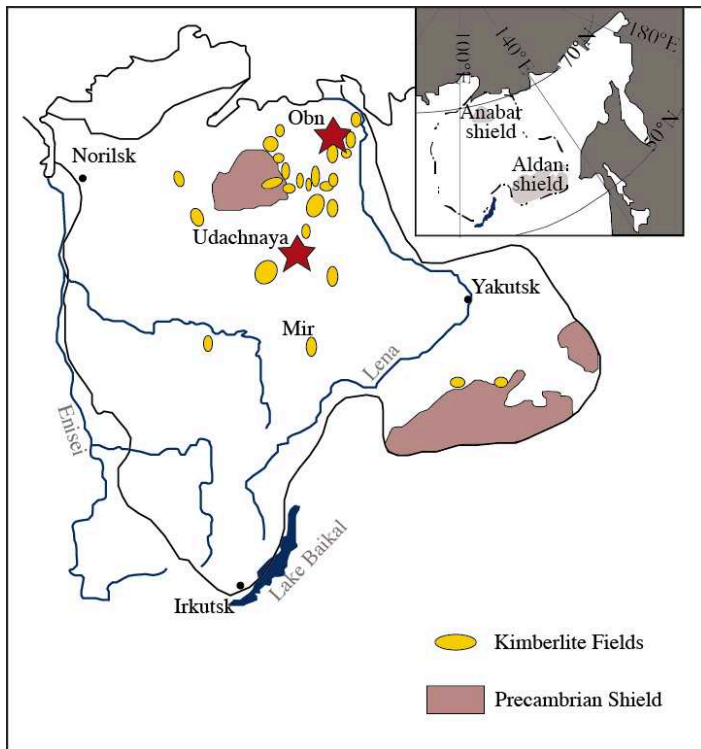 Obn
Norilsk
Udachnaya
Mir
Yakutsk
Lena
Enisei
Lake Baikal
Irkutsk
100°E
140°E
70°N
180°E
50°N
Anabar
shield
Aldan
shield
Kimberlite Fields
Precambrian Shield